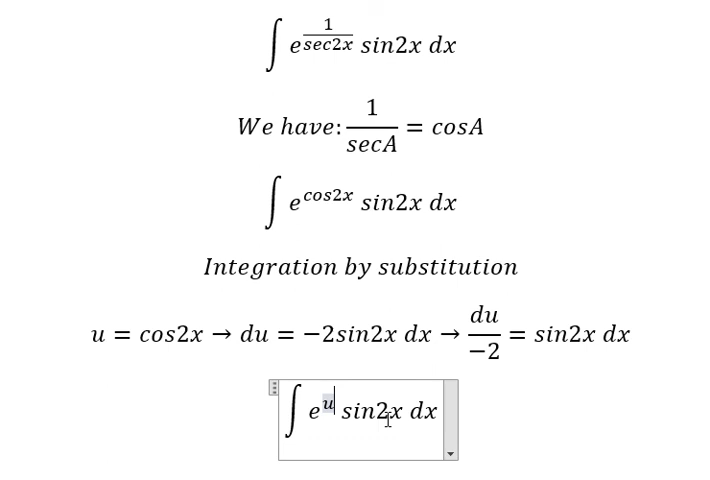 ∫ e^(1/sec2x) sin2x dx
We have: 1/secA = cosA
∫ e^(cos2x) sin2x dx
Integration by substitution
u = cos2x → du = −2sin2x dx → du/−2 = sin2x dx
∫ e^u sin2x dx